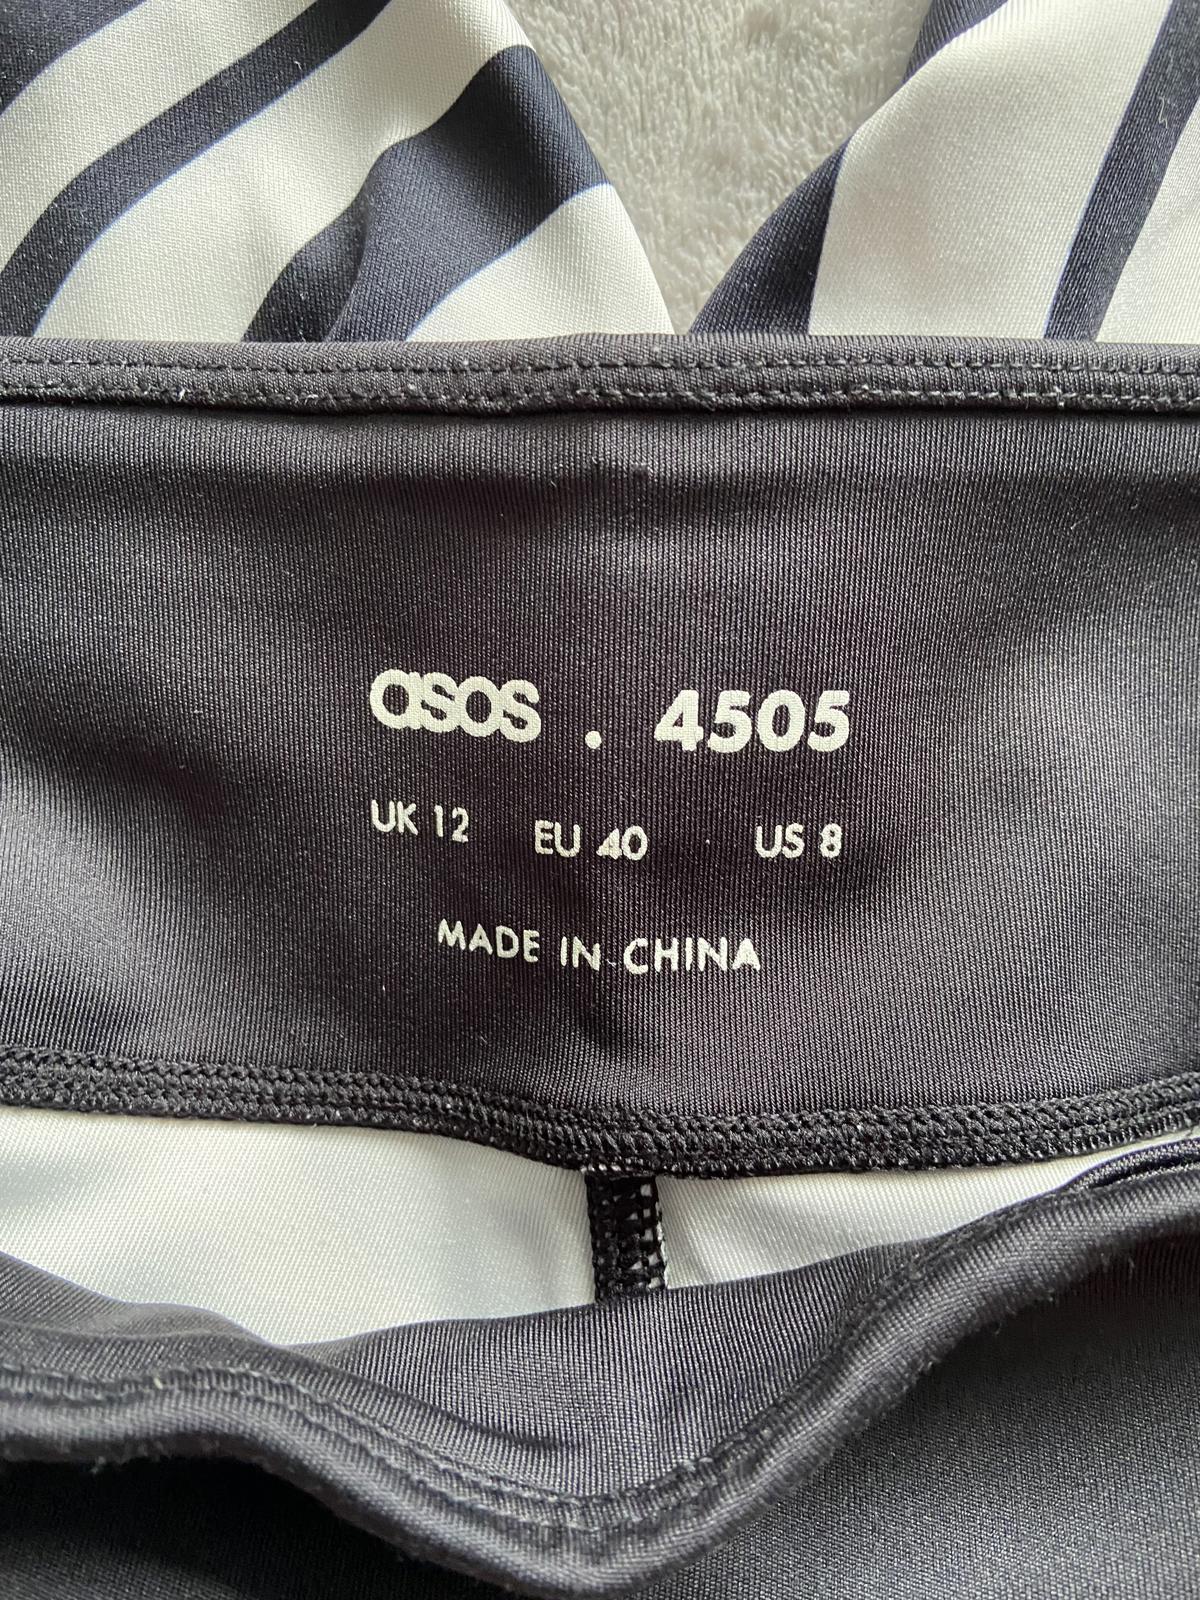 asos . 4505
UK 12 EU 40 US 8
MADE IN CHINA